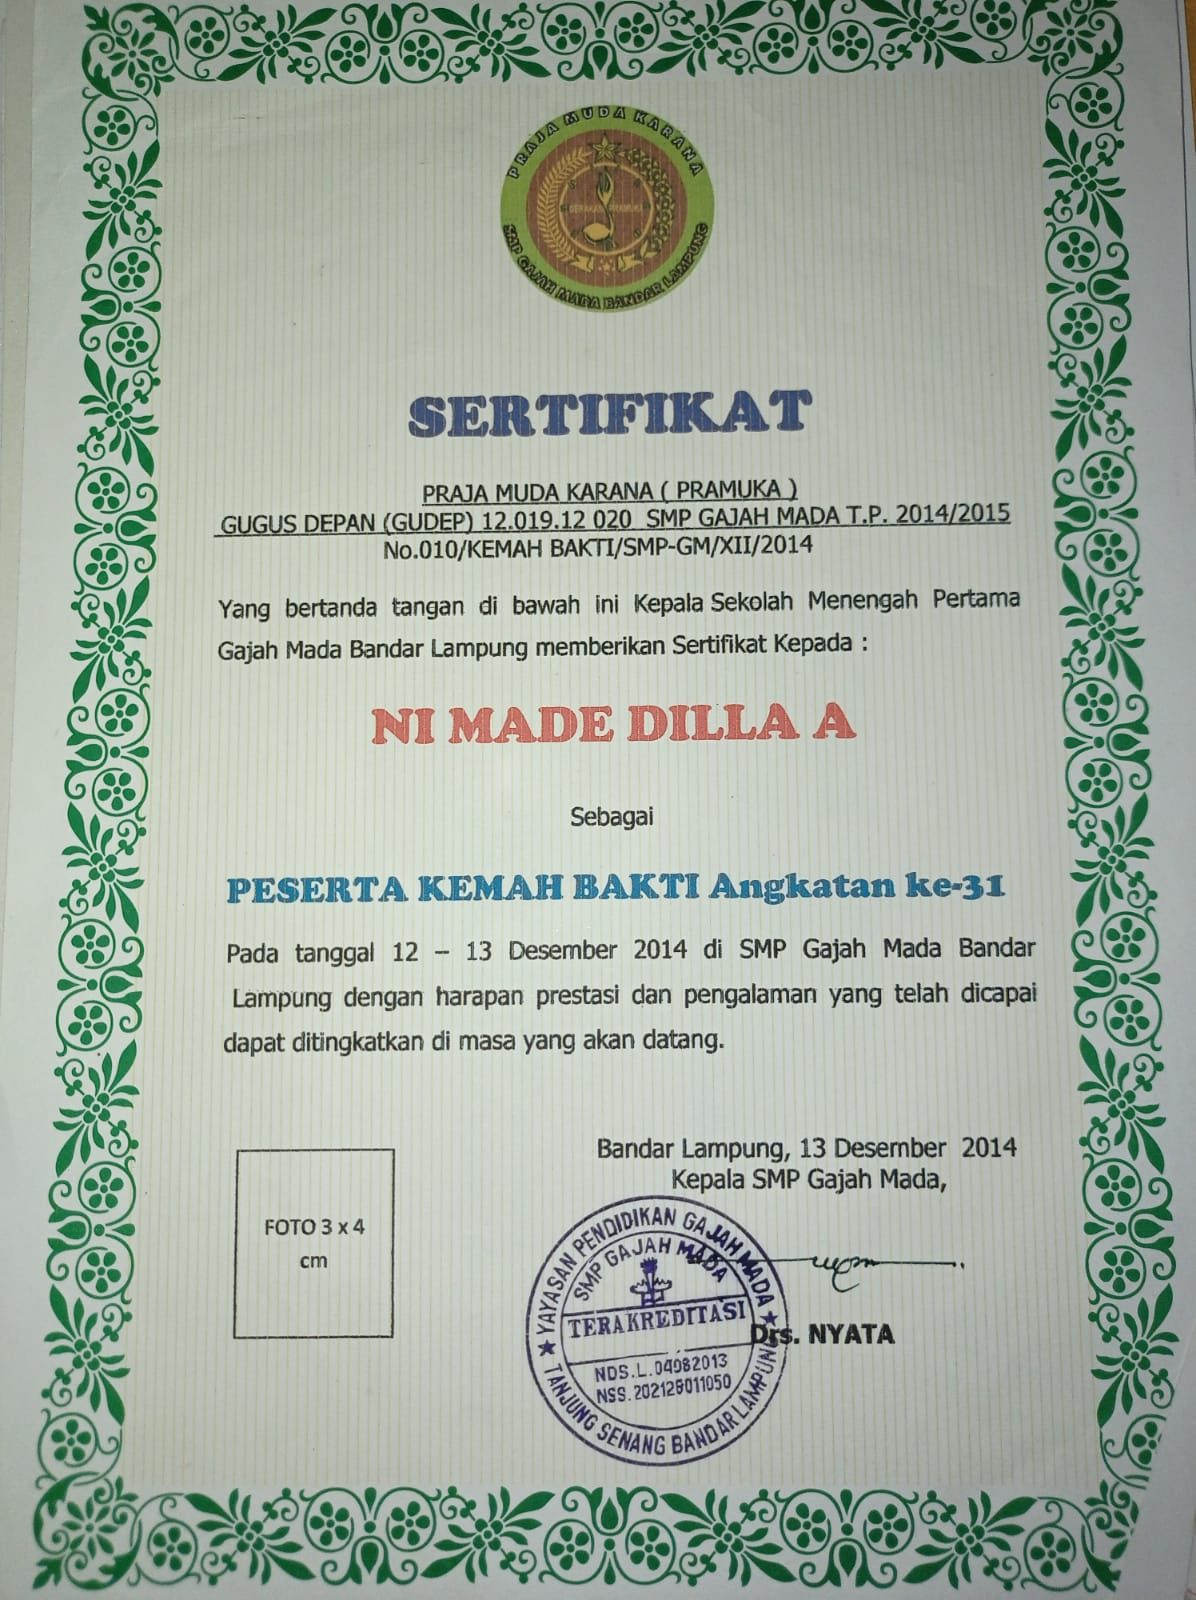 PRAJA MUDA KARANA
SMP GAJAH MADA BANDAR LAMPUNG
SERTIFIKAT
PRAJA MUDA KARANA ( PRAMUKA )
GUGUS DEPAN (GUDEP) 12.019.12 020 SMP GAJAH MADA T.P. 2014/2015
No.010/KEMAH BAKTI/SMP-GM/XII/2014
Yang bertanda tangan di bawah ini Kepala Sekolah Menengah Pertama
Gajah Mada Bandar Lampung memberikan Sertifikat Kepada :
NI MADE DILLA A
Sebagai
PESERTA KEMAH BAKTI Angkatan ke-31
Pada tanggal 12 – 13 Desember 2014 di SMP Gajah Mada Bandar
Lampung dengan harapan prestasi dan pengalaman yang telah dicapai
dapat ditingkatkan di masa yang akan datang.
Bandar Lampung, 13 Desember 2014
Kepala SMP Gajah Mada,
FOTO 3 x 4
cm
YAYASAN PENDIDIKAN GAJAH MADA
SMP GAJAH MADA
TERAKREDITASI
NDS.L.04082013
NSS.202126011050
TANJUNG SENANG BANDAR LAMPUNG
Drs. NYATA